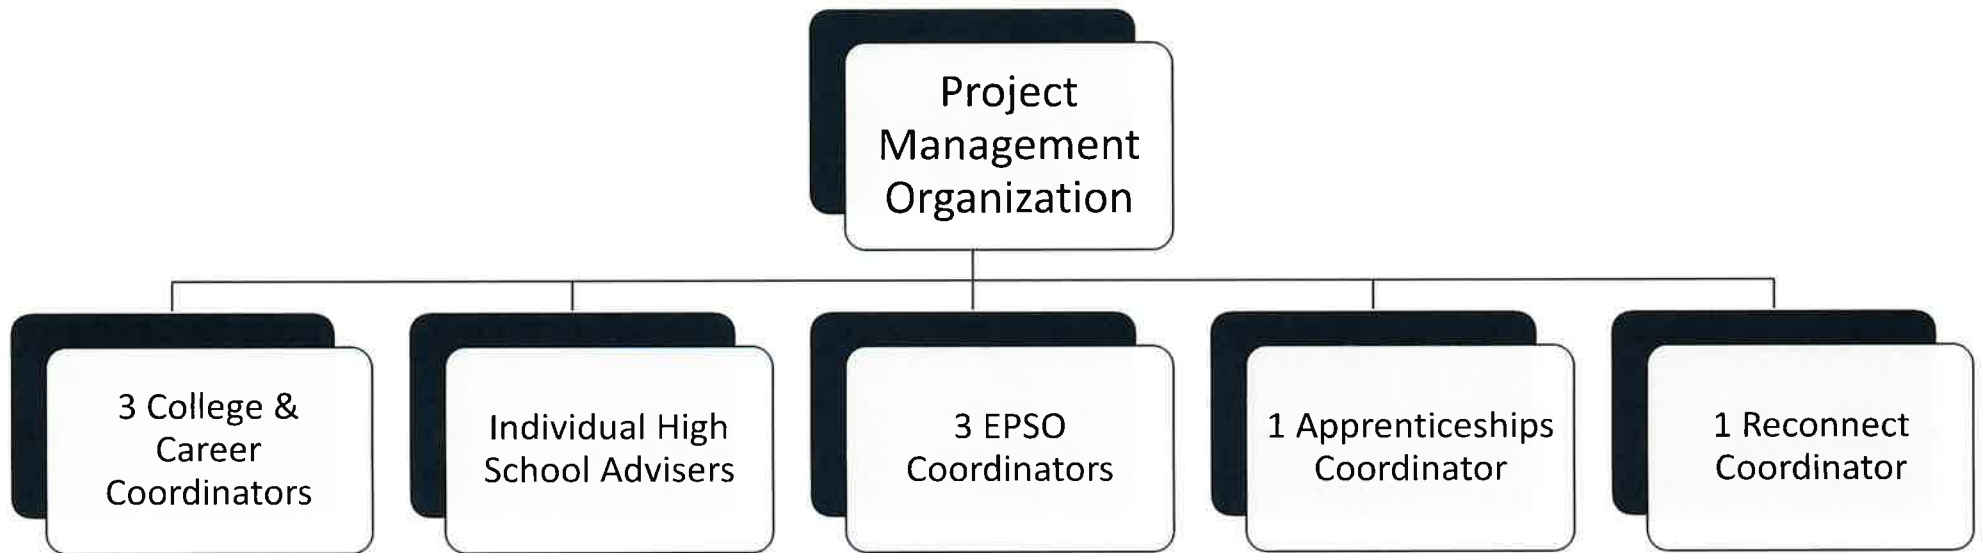 Project
Management
Organization
3 College &
Career
Coordinators
Individual High
School Advisers
3 EPSO
Coordinators
1 Apprenticeships
Coordinator
1 Reconnect
Coordinator